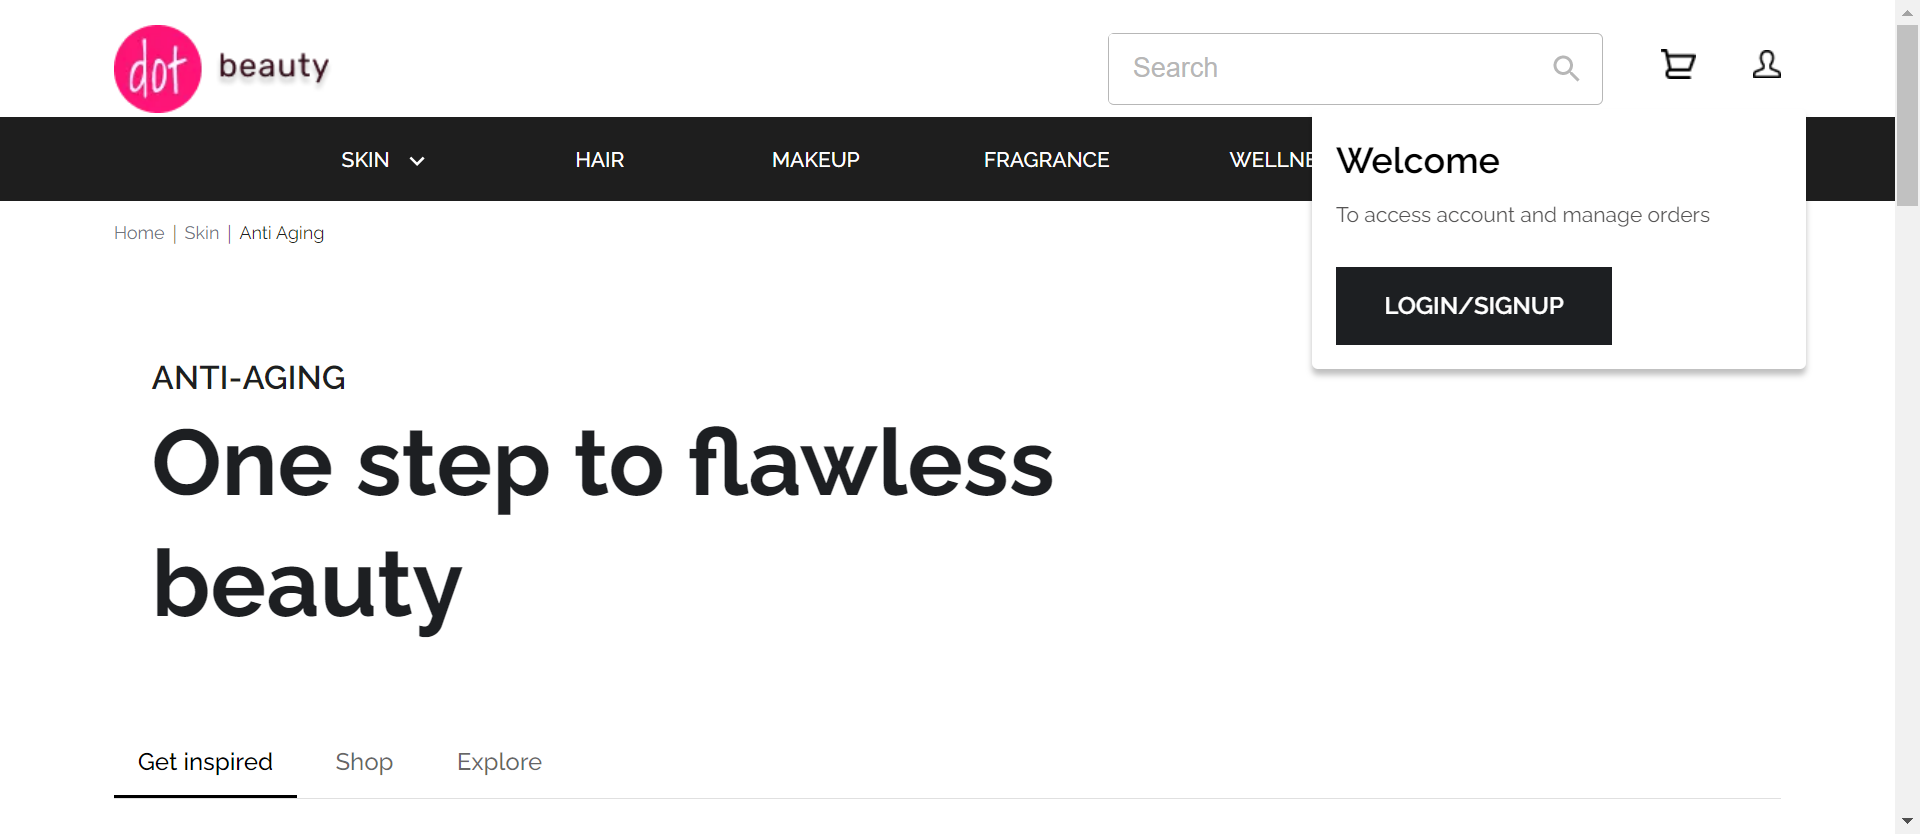 dot beauty
Search
SKIN HAIR MAKEUP FRAGRANCE WELLNE
Welcome
To access account and manage orders
LOGIN/SIGNUP
Home | Skin | Anti Aging
ANTI-AGING
One step to flawless
beauty
Get inspired Shop Explore